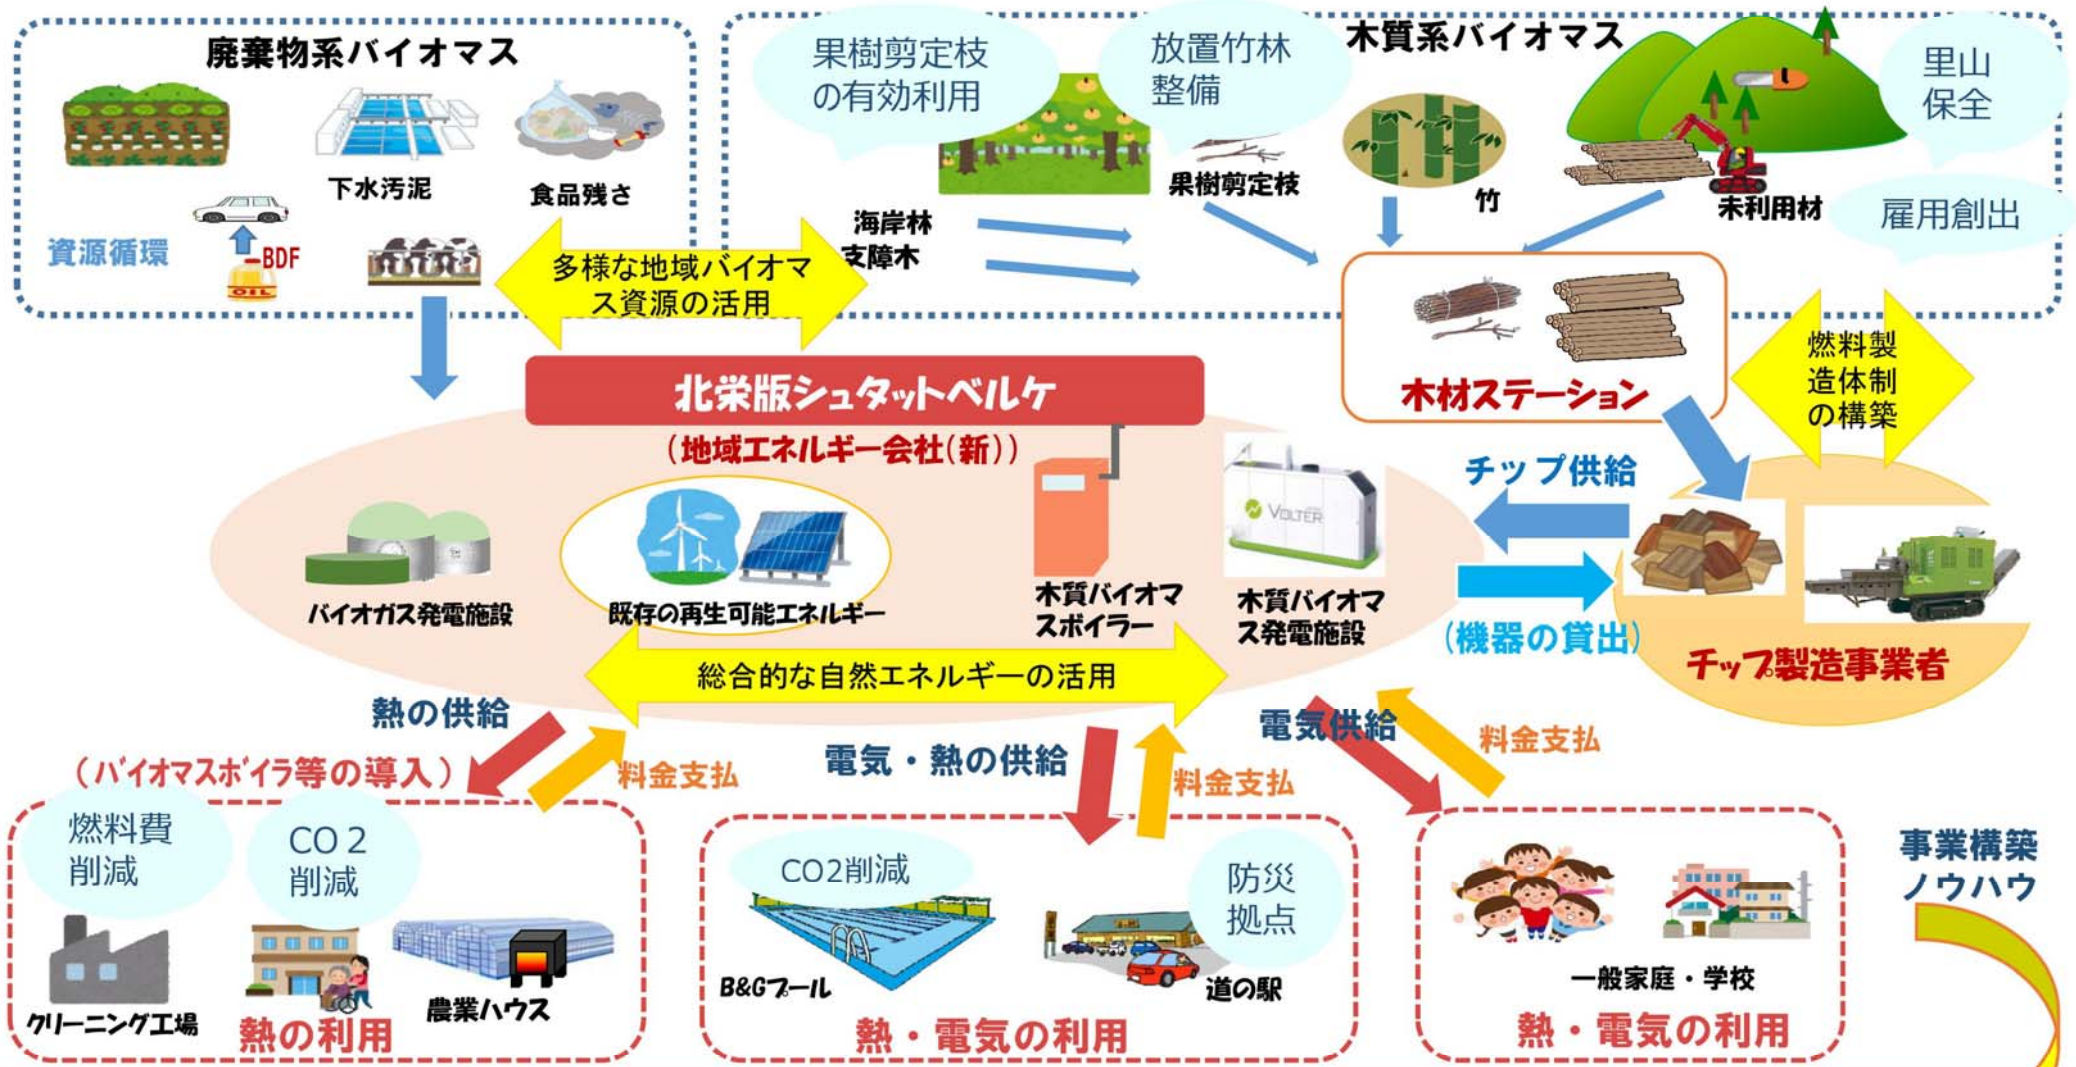 廃棄物系バイオマス
下水汚泥
食品残さ
資源循環
BDF
OIL
木質系バイオマス
果樹剪定枝
の有効利用
放置竹林
整備
里山
保全
果樹剪定枝
竹
未利用材
雇用創出
海岸林
支障木
多様な地域バイオマ
ス資源の活用
木材ステーション
燃料製
造体制
の構築
北栄版シュタットベルケ
(地域エネルギー会社(新))
チップ供給
VOLTER
バイオガス発電施設
既存の再生可能エネルギー
木質バイオマ
スボイラー
木質バイオマ
ス発電施設
(機器の貸出)
チップ製造事業者
総合的な自然エネルギーの活用
熱の供給
(バイオマスボイラ等の導入)
料金支払
電気・熱の供給
料金支払
電気供給
料金支払
燃料費
削減
CO2
削減
クリーニング工場
農業ハウス
熱の利用
CO2削減
防災
拠点
B&Gプール
道の駅
熱・電気の利用
一般家庭・学校
熱・電気の利用
事業構築
ノウハウ